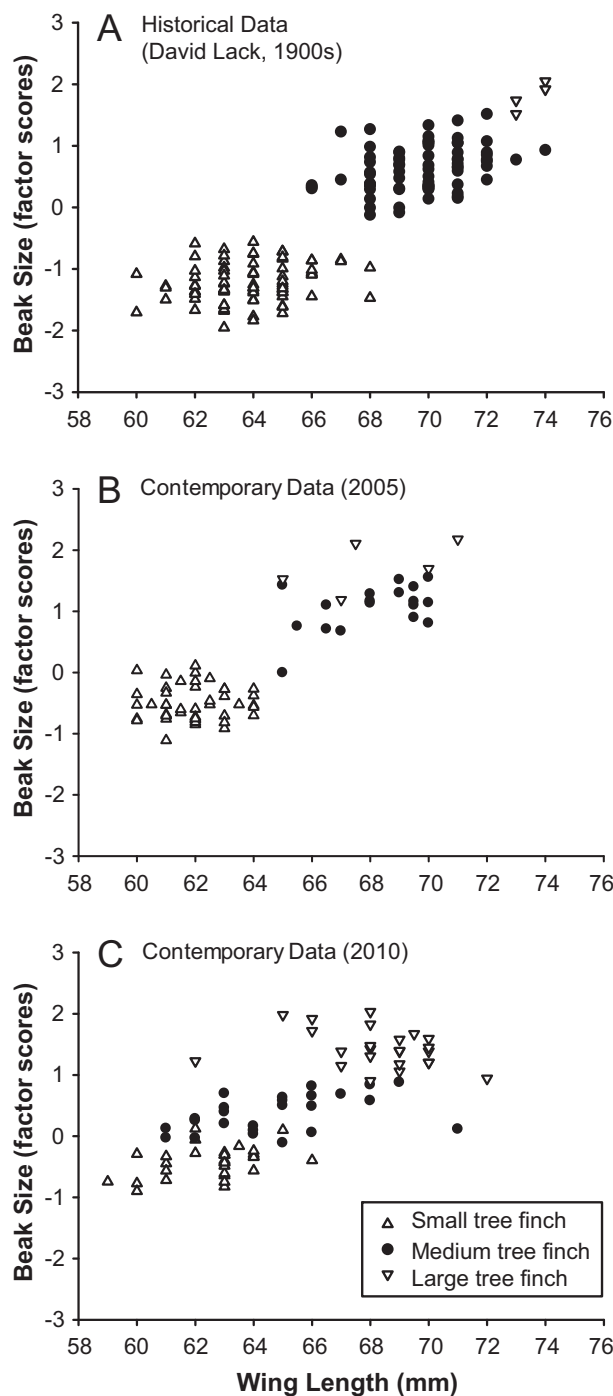 A Historical Data
(David Lack, 1900s)
Beak Size (factor scores)
3
2
1
0
-1
-2
-3
58 60 62 64 66 68 70 72 74 76
B Contemporary Data (2005)
Beak Size (factor scores)
3
2
1
0
-1
-2
-3
58 60 62 64 66 68 70 72 74 76
C Contemporary Data (2010)
Beak Size (factor scores)
3
2
1
0
-1
-2
-3
Small tree finch
Medium tree finch
Large tree finch
58 60 62 64 66 68 70 72 74 76
Wing Length (mm)